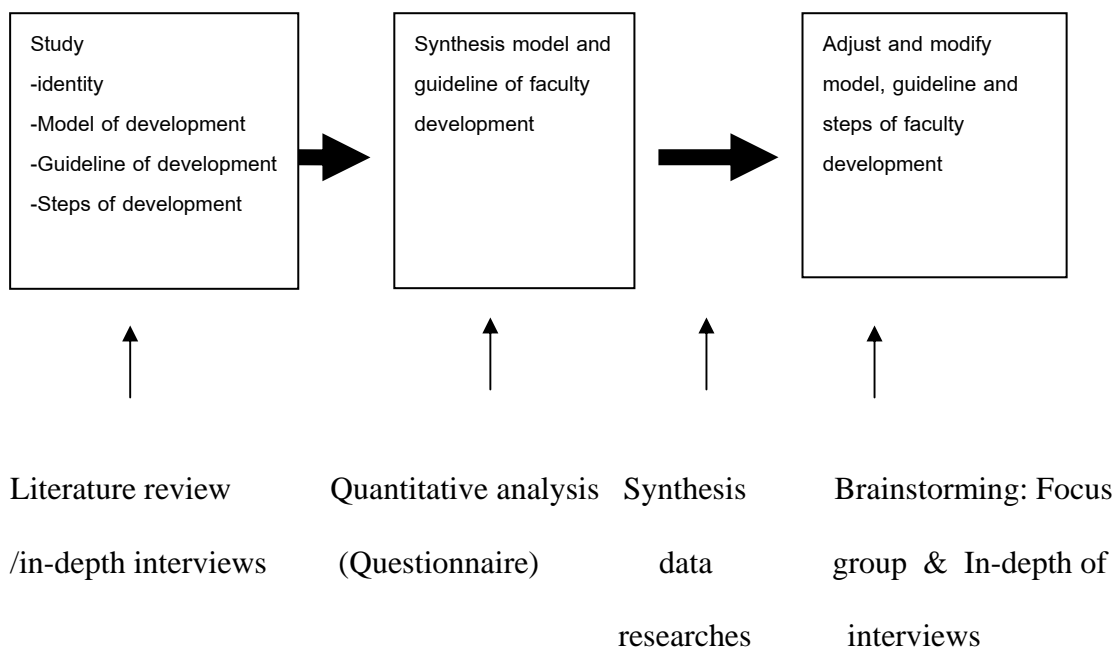 Study
-identity
-Model of development
-Guideline of development
-Steps of development
Synthesis model and
guideline of faculty
development
Adjust and modify
model, guideline and
steps of faculty
development
Literature review
/in-depth interviews
Quantitative analysis
(Questionnaire)
Synthesis
data
researches
Brainstorming: Focus
group & In-depth of
interviews